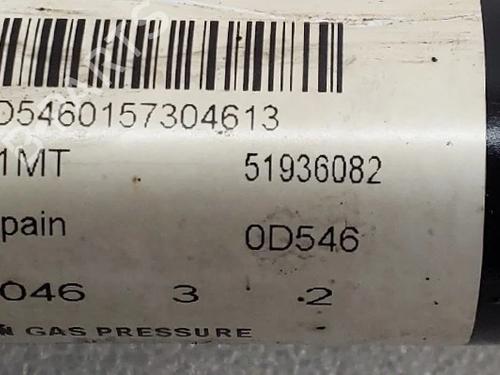 D5460157304613
1MT 51936082
pain 0D546
046 3 .2
N GAS PRESSURE